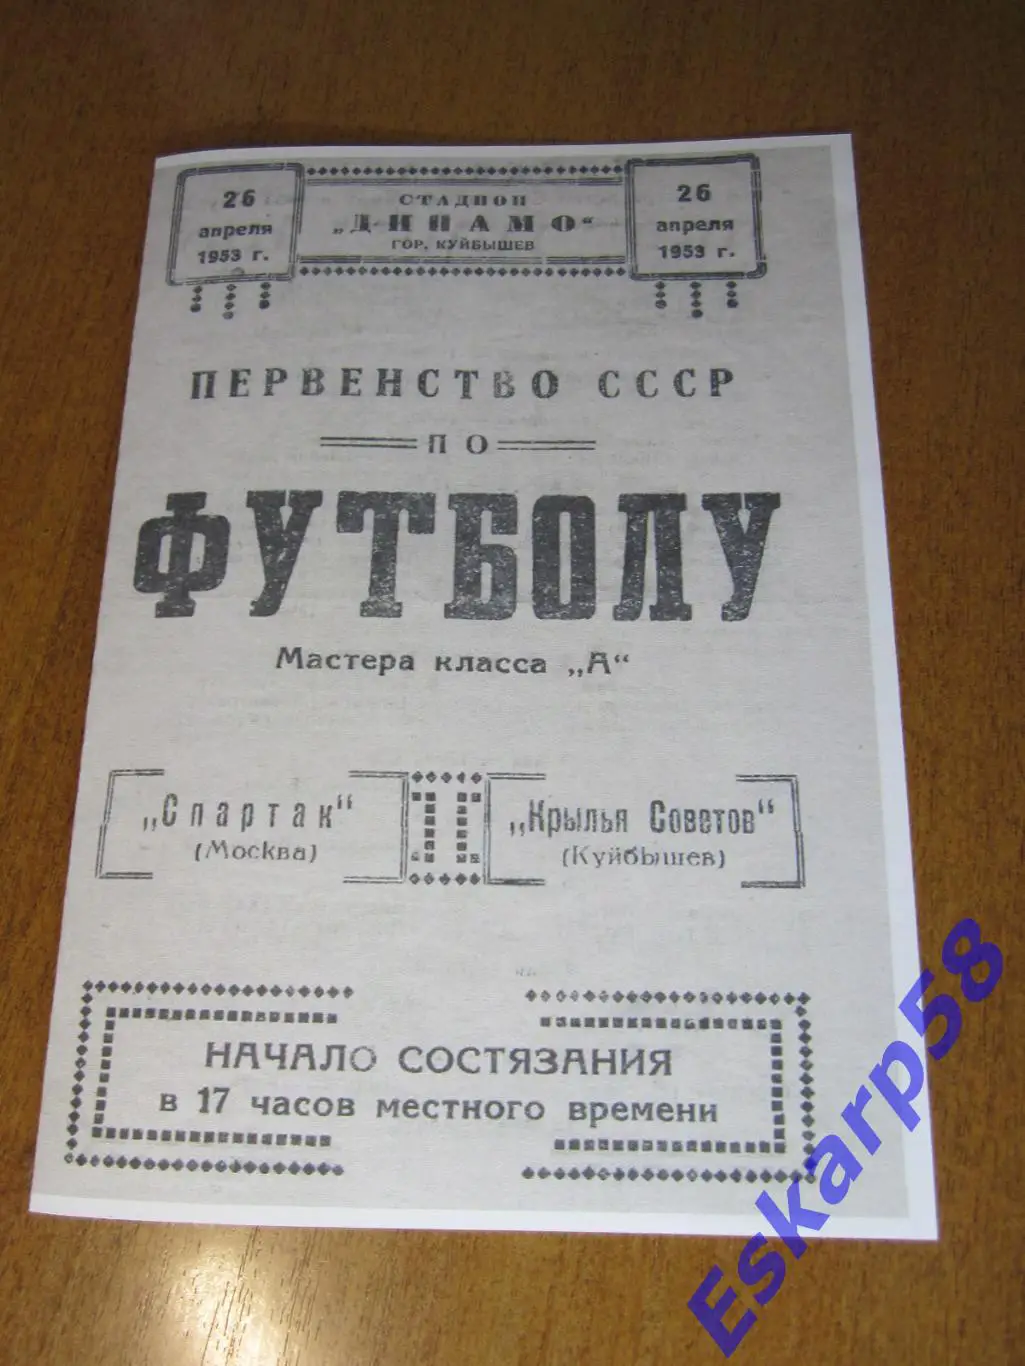 26
апреля
1953 г.
СТАДИОН
„ДИНАМО“
ГОР. КУЙБЫШЕВ
26
апреля
1953 г.
ПЕРВЕНСТВО СССР
ПО
ФУТБОЛУ
Мастера класса „А“
„Спартак“
(Москва)
„Крылья Советов“
(Куйбышев)
НАЧАЛО СОСТЯЗАНИЯ
в 17 часов местного времени
Eskarp58